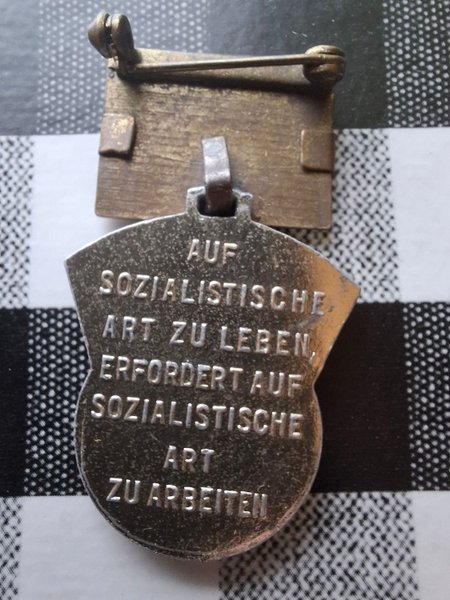 AUF
SOZIALISTISCHE
ART ZU LEBEN,
ERFORDERT AUF
SOZIALISTISCHE
ART
ZU ARBEITEN